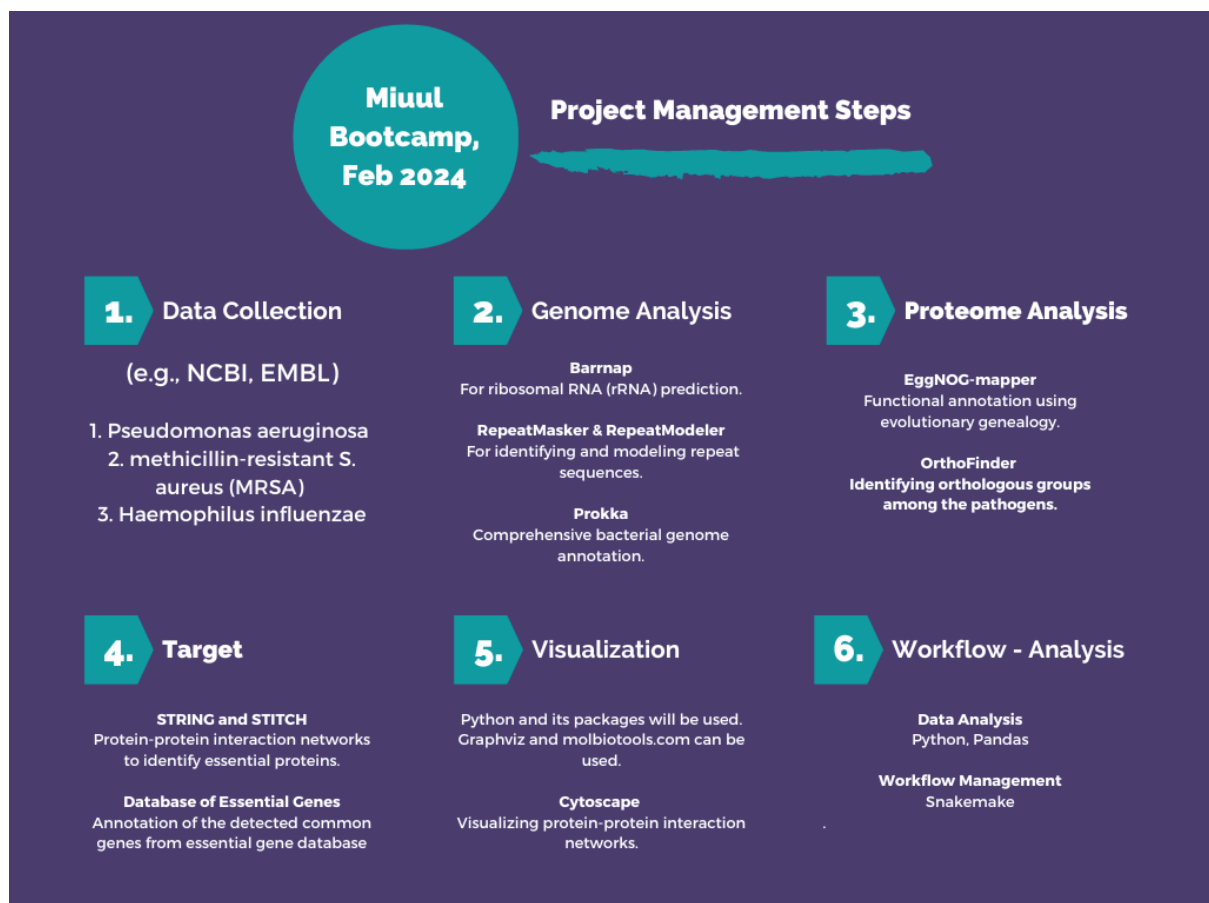 Miuul
Bootcamp,
Feb 2024
Project Management Steps
1. Data Collection
(e.g., NCBI, EMBL)
1. Pseudomonas aeruginosa
2. methicillin-resistant S.
aureus (MRSA)
3. Haemophilus influenzae
2. Genome Analysis
Barrnap
For ribosomal RNA (rRNA) prediction.
RepeatMasker & RepeatModeler
For identifying and modeling repeat
sequences.
Prokka
Comprehensive bacterial genome
annotation.
3. Proteome Analysis
EggNOG-mapper
Functional annotation using
evolutionary genealogy.
OrthoFinder
Identifying orthologous groups
among the pathogens.
4. Target
STRING and STITCH
Protein-protein interaction networks
to identify essential proteins.
Database of Essential Genes
Annotation of the detected common
genes from essential gene database
5. Visualization
Python and its packages will be used.
Graphviz and molbiotools.com can be
used.
Cytoscape
Visualizing protein-protein interaction
networks.
6. Workflow - Analysis
Data Analysis
Python, Pandas
Workflow Management
Snakemake
.